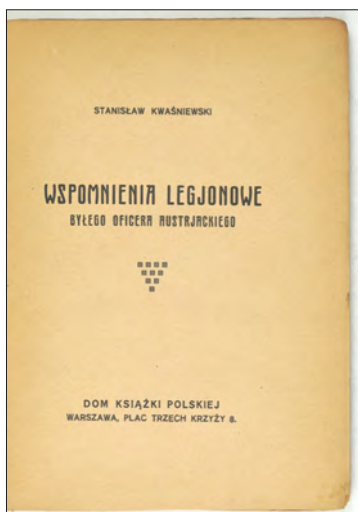 STANISŁAW KWAŚNIEWSKI
WSPOMNIENIA LEGJONOWE
BYŁEGO OFICERA AUSTRJACKIEGO
DOM KSIĄŻKI POLSKIEJ
WARSZAWA, PLAC TRZECH KRZYŻY 8.